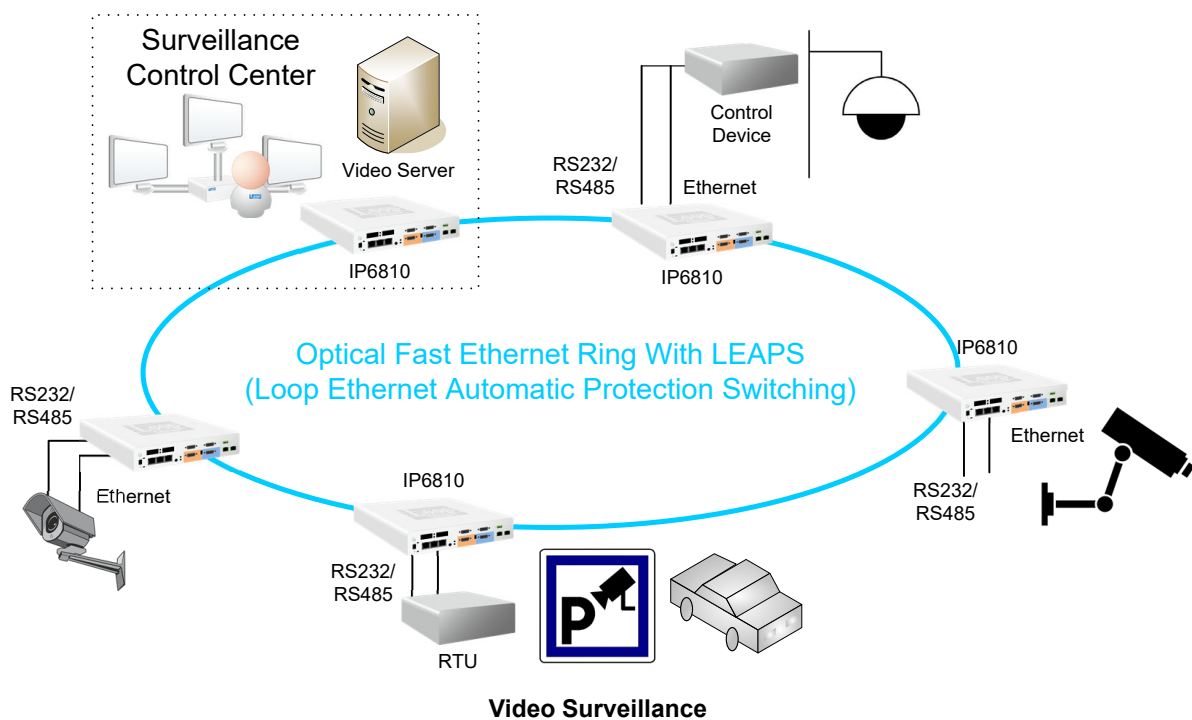 Surveillance
Control Center
Video Server
IP6810
Control
Device
RS232/
RS485
Ethernet
IP6810
Optical Fast Ethernet Ring With LEAPS
(Loop Ethernet Automatic Protection Switching)
IP6810
Ethernet
RS232/
RS485
RS232/
RS485
Ethernet
IP6810
RS232/
RS485
RTU
P
Video Surveillance